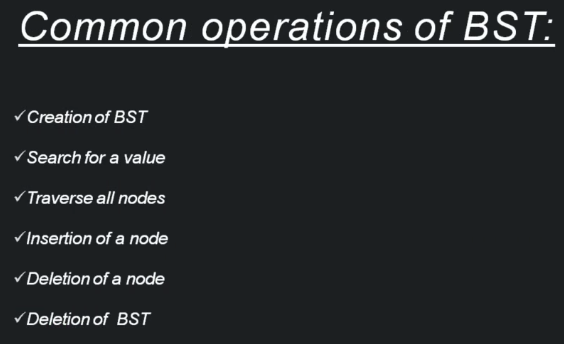 Common operations of BST:
✓Creation of BST
✓Search for a value
✓Traverse all nodes
✓Insertion of a node
✓Deletion of a node
✓Deletion of BST